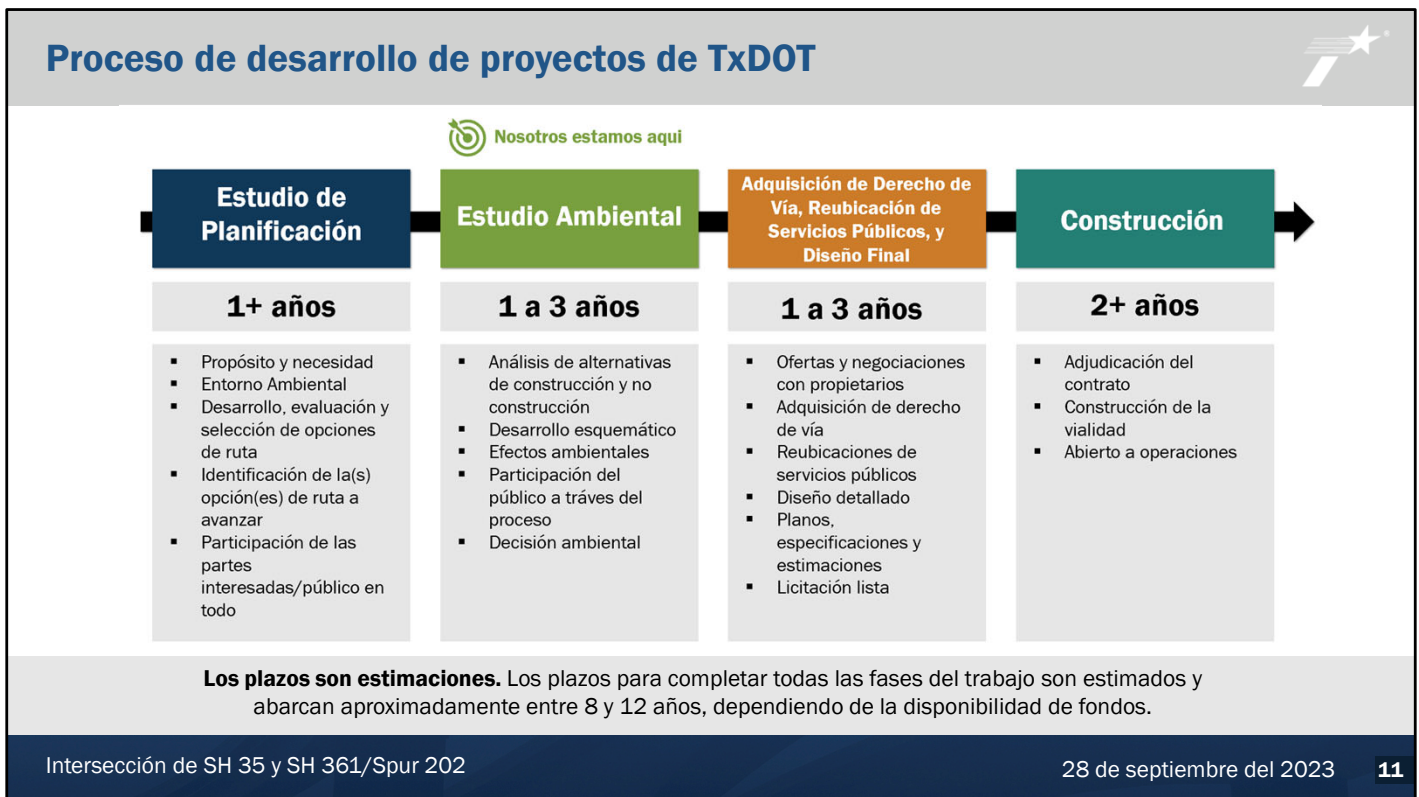 Proceso de desarrollo de proyectos de TxDOT
Nosotros estamos aqui
Estudio de
Planificación
1+ años
▪ Propósito y necesidad
▪ Entorno Ambiental
▪ Desarrollo, evaluación y
selección de opciones
de ruta
▪ Identificación de la(s)
opción(es) de ruta a
avanzar
▪ Participación de las
partes
interesadas/público en
todo
Estudio Ambiental
1 a 3 años
▪ Análisis de alternativas
de construcción y no
construcción
▪ Desarrollo esquemático
▪ Efectos ambientales
▪ Participación del
público a tráves del
proceso
▪ Decisión ambiental
Adquisición de Derecho de
Vía, Reubicación de
Servicios Públicos, y
Diseño Final
1 a 3 años
▪ Ofertas y negociaciones
con propietarios
▪ Adquisición de derecho
de vía
▪ Reubicaciones de
servicios públicos
▪ Diseño detallado
▪ Planos,
especificaciones y
estimaciones
▪ Licitación lista
Construcción
2+ años
▪ Adjudicación del
contrato
▪ Construcción de la
vialidad
▪ Abierto a operaciones
Los plazos son estimaciones. Los plazos para completar todas las fases del trabajo son estimados y
abarcan aproximadamente entre 8 y 12 años, dependiendo de la disponibilidad de fondos.
Intersección de SH 35 y SH 361/Spur 202
28 de septiembre del 2023 11